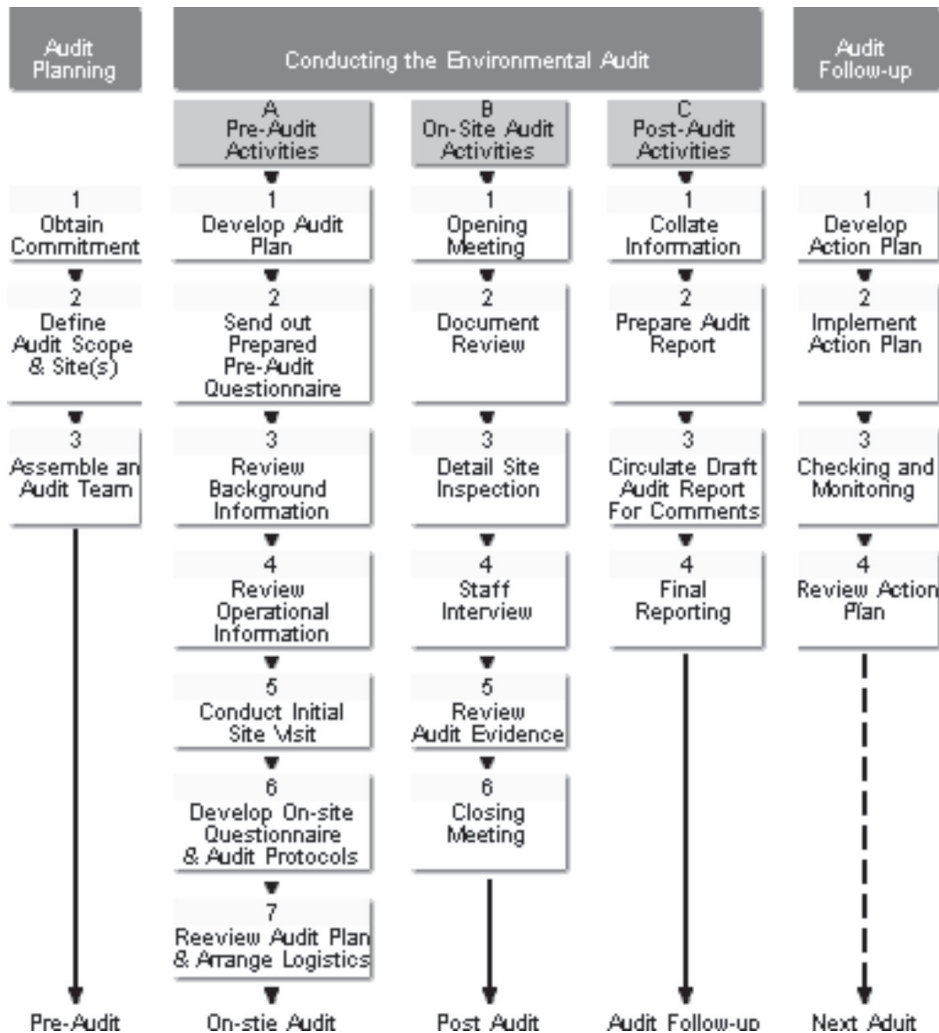 Audit
Planning
Conducting the Environmental Audit
Audit
Follow-up
A
Pre-Audit
Activities
B
On-Site Audit
Activities
C
Post-Audit
Activities
1
Obtain
Commitment
2
Define
Audit Scope
& Site(s)
3
Assemble an
Audit Team
Pre-Audit
1
Develop Audit
Plan
2
Send out
Prepared
Pre-Audit
Questionnaire
3
Review
Background
Information
4
Review
Operational
Information
5
Conduct Initial
Site Visit
6
Develop On-site
Questionnaire
& Audit Protocols
7
Reeview Audit Plan
& Arrange Logistics
On-stie Audit
1
Opening
Meeting
2
Document
Review
3
Detail Site
Inspection
4
Staff
Interview
5
Review
Audit Evidence
6
Closing
Meeting
Post Audit
1
Collate
Information
2
Prepare Audit
Report
3
Circulate Draft
Audit Report
For Comments
4
Final
Reporting
Audit Follow-up
1
Develop
Action Plan
2
Implement
Action Plan
3
Checking and
Monitoring
4
Review Action
Plan
Next Aduit